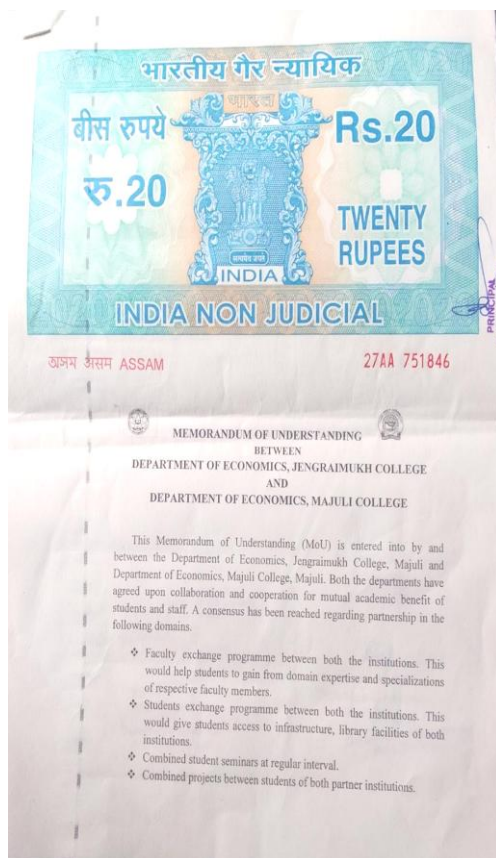 भारतीय गैर न्यायिक
भारत
बीस रुपये
Rs.20
रु.20
TWENTY
RUPEES
सत्यमेव जयते
INDIA
INDIA NON JUDICIAL
PRINCIPAL
অসম असम ASSAM
27AA 751846
MEMORANDUM OF UNDERSTANDING
BETWEEN
DEPARTMENT OF ECONOMICS, JENGRAIMUKH COLLEGE
AND
DEPARTMENT OF ECONOMICS, MAJULI COLLEGE
This Memorandum of Understanding (MoU) is entered into by and
between the Department of Economics, Jengraimukh College, Majuli and
Department of Economics, Majuli College, Majuli. Both the departments have
agreed upon collaboration and cooperation for mutual academic benefit of
students and staff. A consensus has been reached regarding partnership in the
following domains.
❖ Faculty exchange programme between both the institutions. This
would help students to gain from domain expertise and specializations
of respective faculty members.
❖ Students exchange programme between both the institutions. This
would give students access to infrastructure, library facilities of both
institutions.
❖ Combined student seminars at regular interval.
❖ Combined projects between students of both partner institutions.